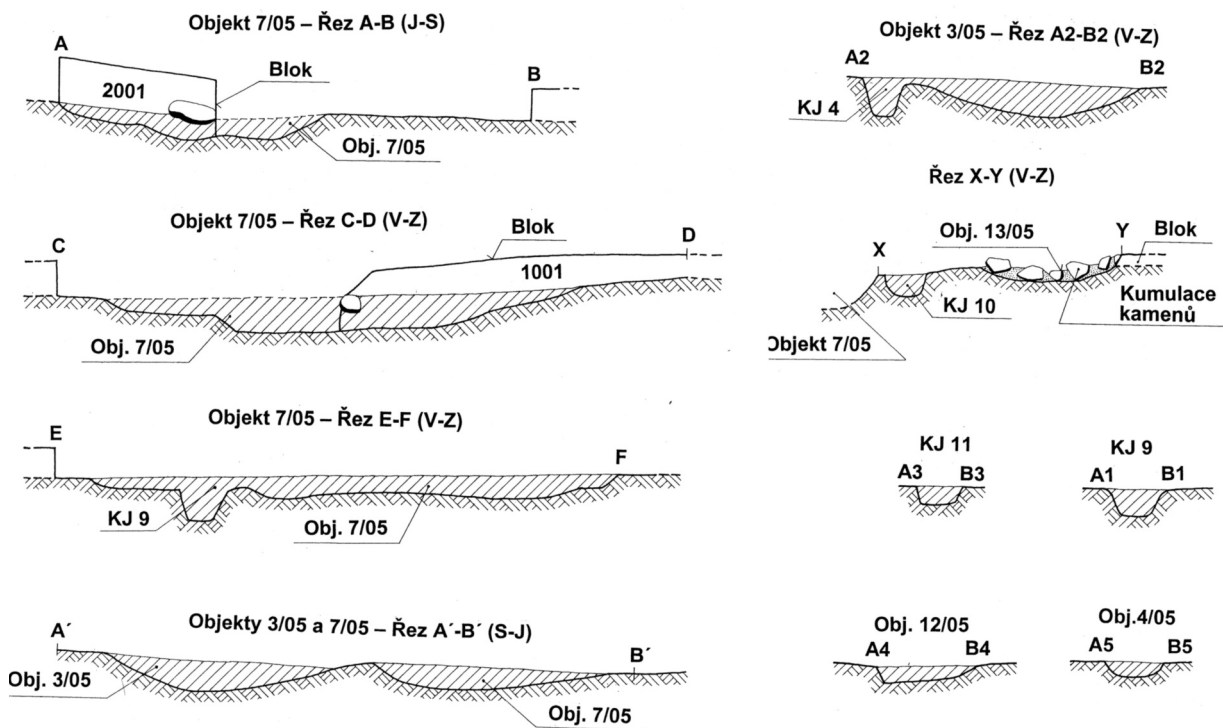 Objekt 7/05 – Řez A-B (J-S)
A
Blok
2001
B
Obj. 7/05
Objekt 7/05 – Řez C-D (V-Z)
C
Blok
D
1001
Obj. 7/05
Objekt 7/05 – Řez E-F (V-Z)
E
F
KJ 9
Obj. 7/05
Objekty 3/05 a 7/05 – Řez A´-B´ (S-J)
A´
B´
Obj. 3/05
Obj. 7/05
Objekt 3/05 – Řez A2-B2 (V-Z)
A2
B2
KJ 4
Řez X-Y (V-Z)
Obj. 13/05
Y
Blok
X
KJ 10
Kumulace
kamenů
Objekt 7/05
KJ 11
A3 B3
KJ 9
A1 B1
Obj. 12/05
A4 B4
Obj.4/05
A5 B5